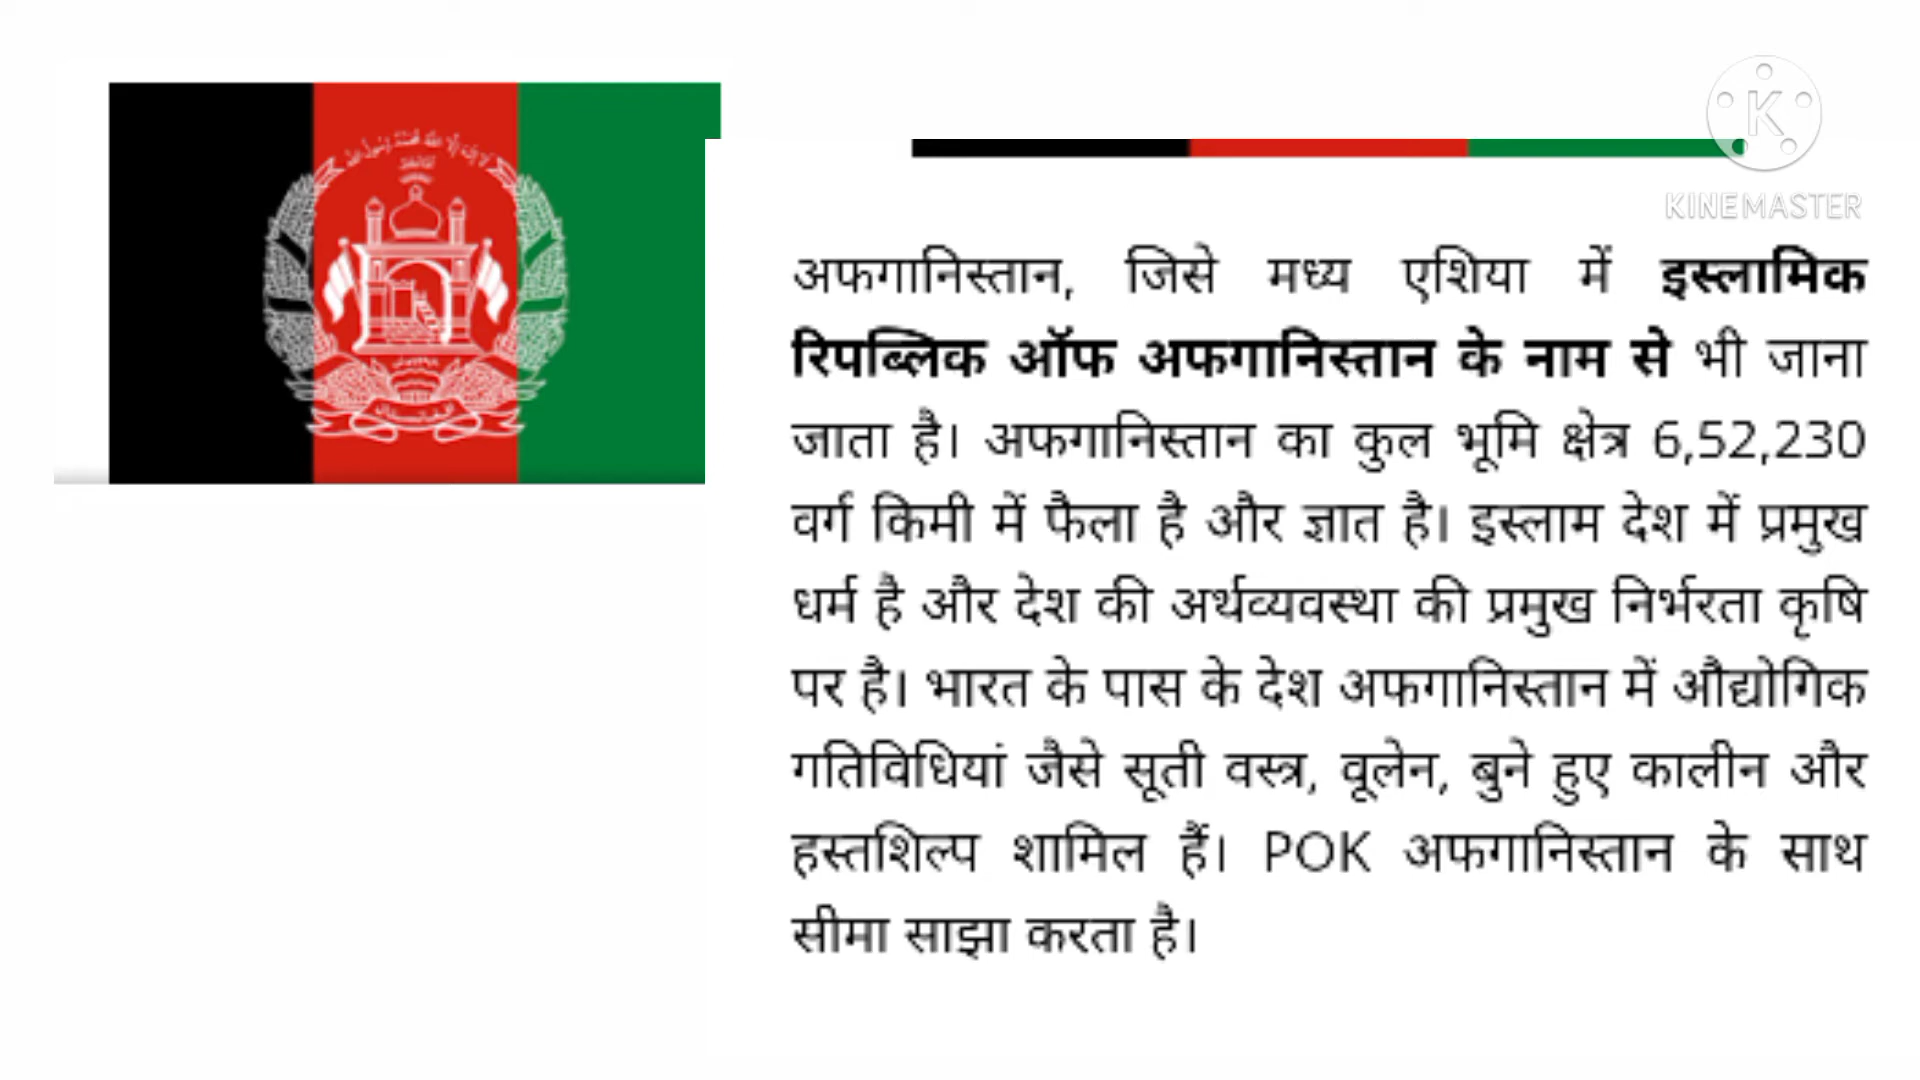 K
KINEMASTER
अफगानिस्तान, जिसे मध्य एशिया में इस्लामिक
रिपब्लिक ऑफ अफगानिस्तान के नाम से भी जाना
जाता है। अफगानिस्तान का कुल भूमि क्षेत्र 6,52,230
वर्ग किमी में फैला है और ज्ञात है। इस्लाम देश में प्रमुख
धर्म है और देश की अर्थव्यवस्था की प्रमुख निर्भरता कृषि
पर है। भारत के पास के देश अफगानिस्तान में औद्योगिक
गतिविधियां जैसे सूती वस्त्र, वूलेन, बुने हुए कालीन और
हस्तशिल्प शामिल हैं। POK अफगानिस्तान के साथ
सीमा साझा करता है।